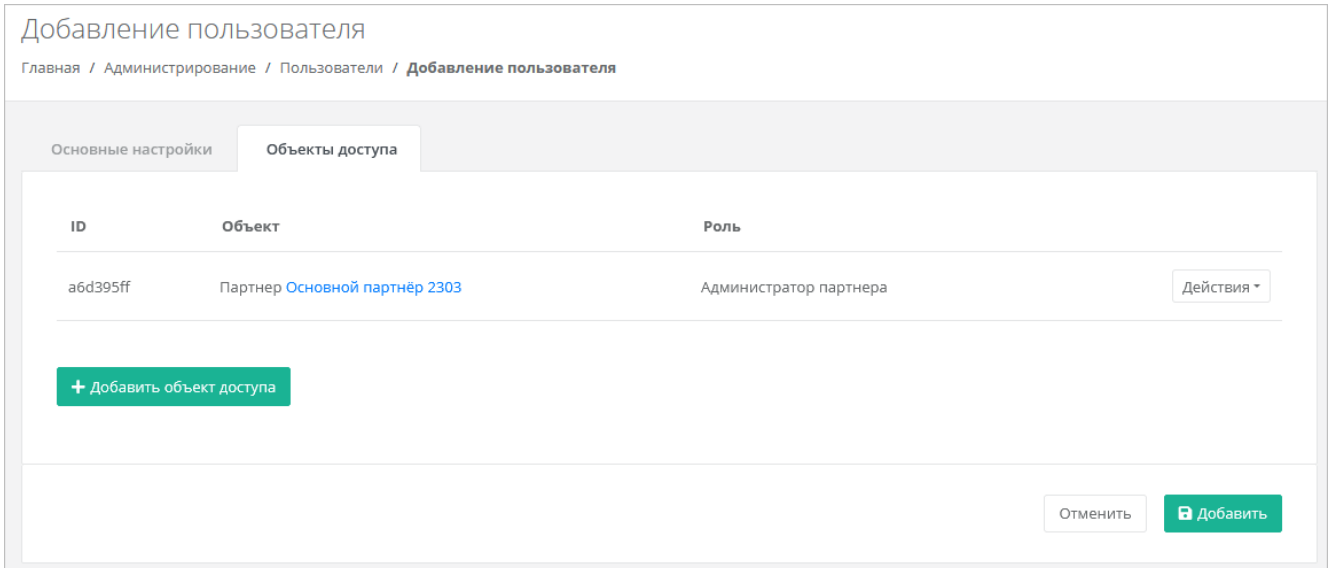 Добавление пользователя
Главная / Администрирование / Пользователи / Добавление пользователя
Основные настройки Объекты доступа
ID Объект Роль
a6d395ff Партнер Основной партнёр 2303 Администратор партнера Действия
Добавить объект доступа
Отменить Добавить